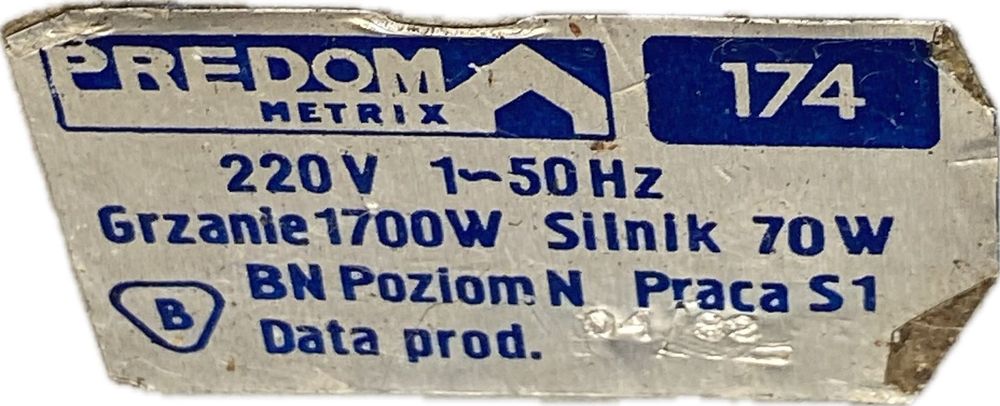 PREDOM
METRIX
174
220V 1~50Hz
Grzanie 1700W Silnik 70W
B
BN Poziom N Praca S1
Data prod.